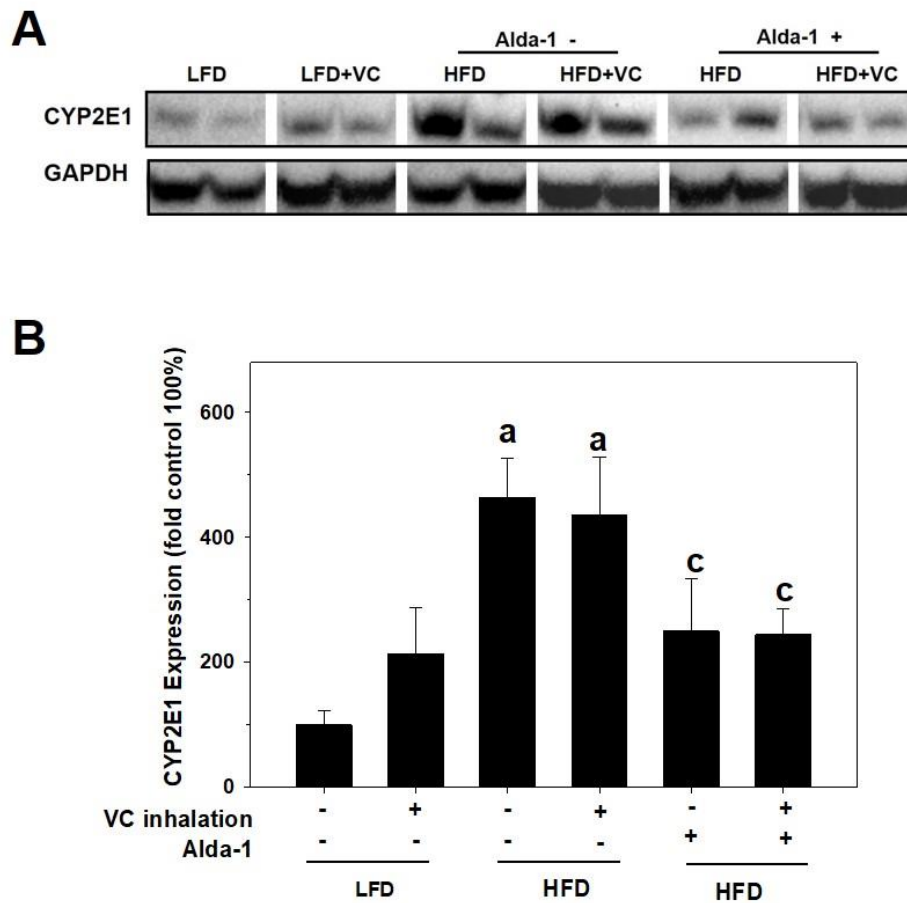 A
Alda-1 -
Alda-1 +
LFD
LFD+VC
HFD
HFD+VC
HFD
HFD+VC
CYP2E1
GAPDH
B
CYP2E1 Expression (fold control 100%)
600
400
200
0
a
a
c
c
VC inhalation - + - + - +
Alda-1 - - - - + +
LFD
HFD
HFD